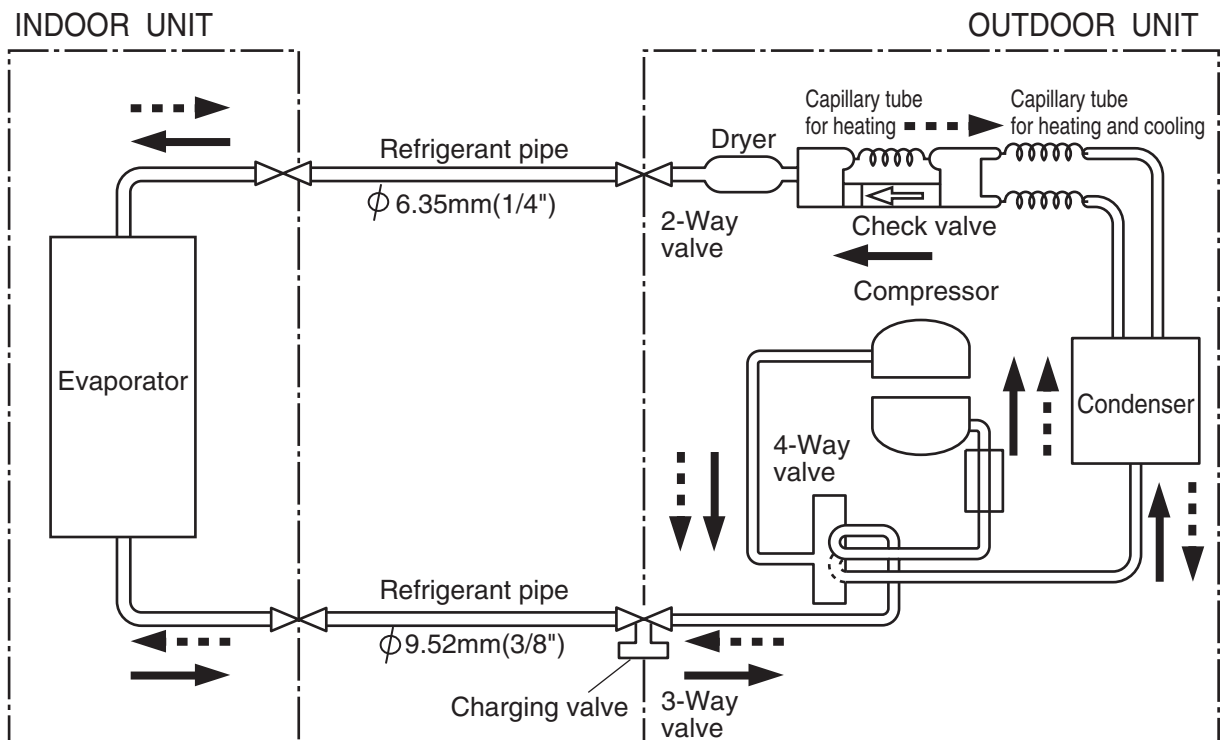 INDOOR UNIT
OUTDOOR UNIT
Capillary tube
for heating
Capillary tube
for heating and cooling
Dryer
Refrigerant pipe
ϕ 6.35mm(1/4")
2-Way
valve
Check valve
Compressor
Evaporator
Condenser
4-Way
valve
Refrigerant pipe
ϕ 9.52mm(3/8")
Charging valve
3-Way
valve